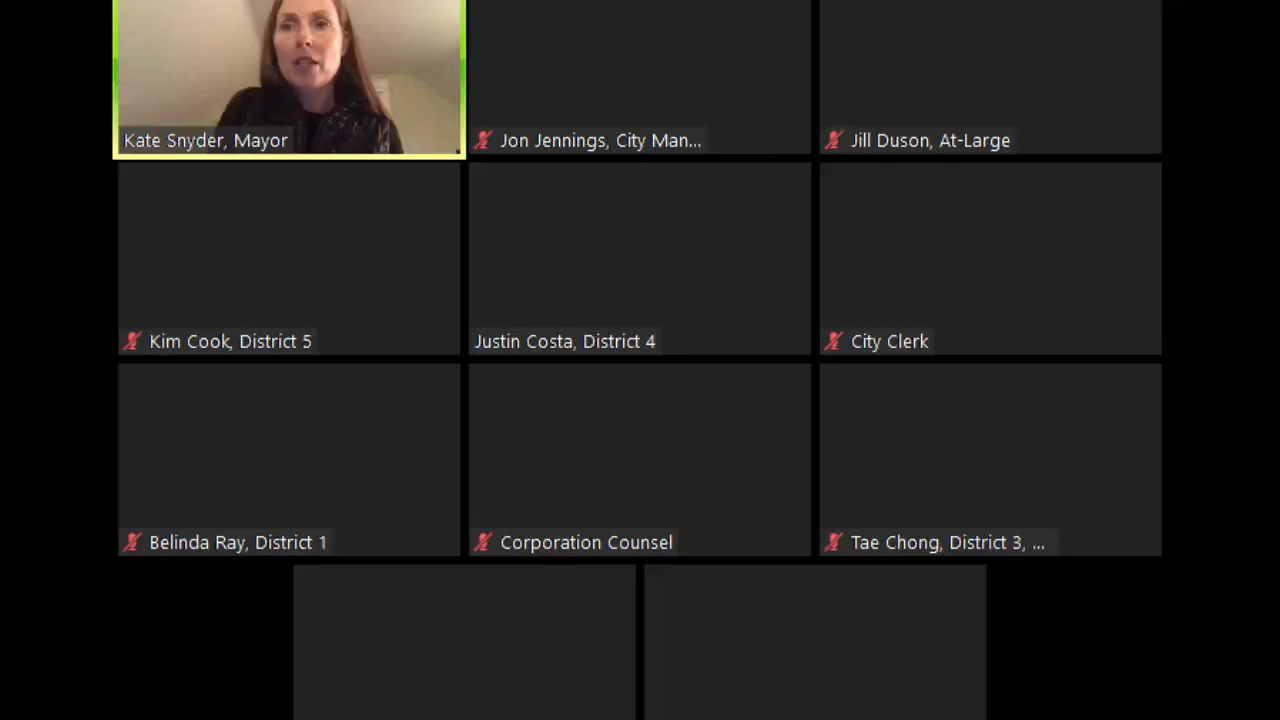 Kate Snyder, Mayor
Jon Jennings, City Man...
Jill Duson, At-Large
Kim Cook, District 5
Justin Costa, District 4
City Clerk
Belinda Ray, District 1
Corporation Counsel
Tae Chong, District 3, ...